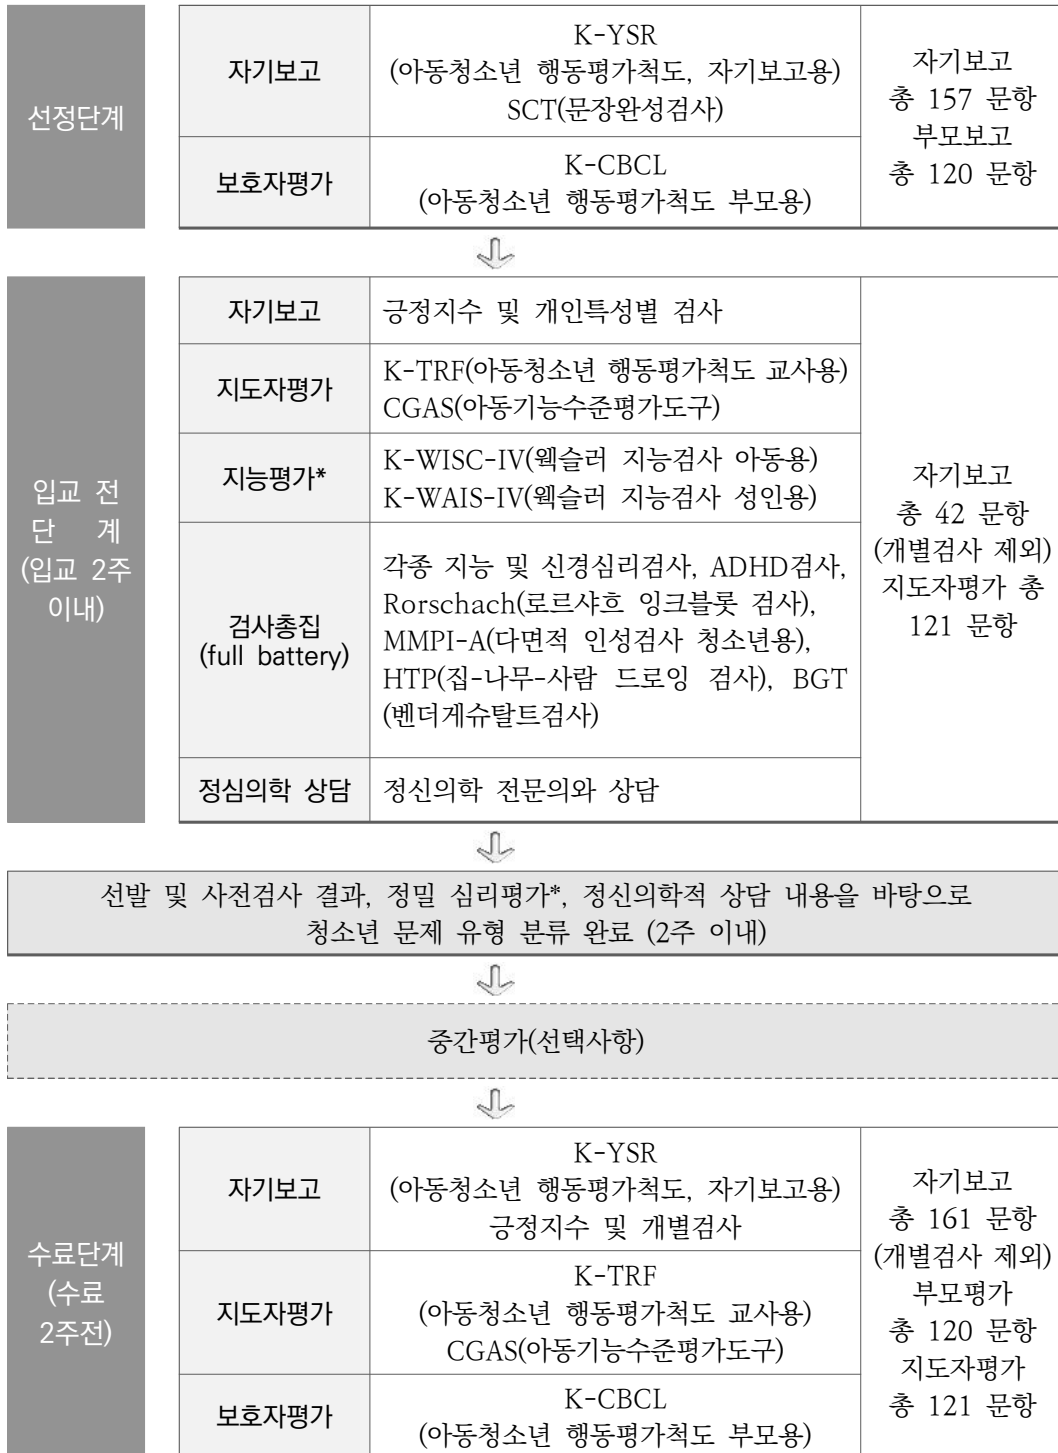 선정단계
자기보고
K-YSR
(아동청소년 행동평가척도, 자기보고용)
SCT(문장완성검사)
보호자평가
K-CBCL
(아동청소년 행동평가척도 부모용)
자기보고
총 157 문항
부모보고
총 120 문항
입교 전
단 계
(입교 2주
이내)
자기보고
긍정지수 및 개인특성별 검사
지도자평가
K-TRF(아동청소년 행동평가척도 교사용)
CGAS(아동기능수준평가도구)
지능평가*
K-WISC-IV(웩슬러 지능검사 아동용)
K-WAIS-IV(웩슬러 지능검사 성인용)
검사총집
(full battery)
각종 지능 및 신경심리검사, ADHD검사,
Rorschach(로르샤흐 잉크블롯 검사),
MMPI-A(다면적 인성검사 청소년용),
HTP(집-나무-사람 드로잉 검사), BGT
(벤더게슈탈트검사)
정심의학 상담
정신의학 전문의와 상담
자기보고
총 42 문항
(개별검사 제외)
지도자평가 총
121 문항
선발 및 사전검사 결과, 정밀 심리평가*, 정신의학적 상담 내용을 바탕으로
청소년 문제 유형 분류 완료 (2주 이내)
중간평가(선택사항)
수료단계
(수료
2주전)
자기보고
K-YSR
(아동청소년 행동평가척도, 자기보고용)
긍정지수 및 개별검사
지도자평가
K-TRF
(아동청소년 행동평가척도 교사용)
CGAS(아동기능수준평가도구)
보호자평가
K-CBCL
(아동청소년 행동평가척도 부모용)
자기보고
총 161 문항
(개별검사 제외)
부모평가
총 120 문항
지도자평가
총 121 문항